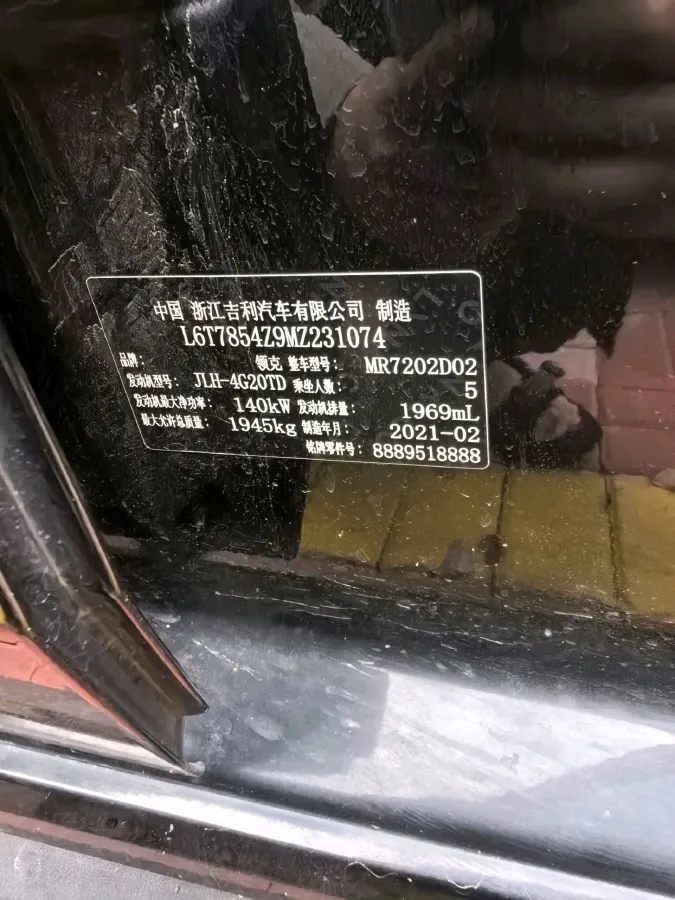 中国 浙江吉利汽车有限公司 制造
L6T7854Z9MZ231074
品牌： 领克 整车型号： MR7202D02
发动机型号： JLH-4G20TD 乘坐人数： 5
发动机最大净功率： 140kW 发动机排量： 1969mL
最大允许总质量： 1945kg 制造年月： 2021-02
铭牌零件号： 8889518888